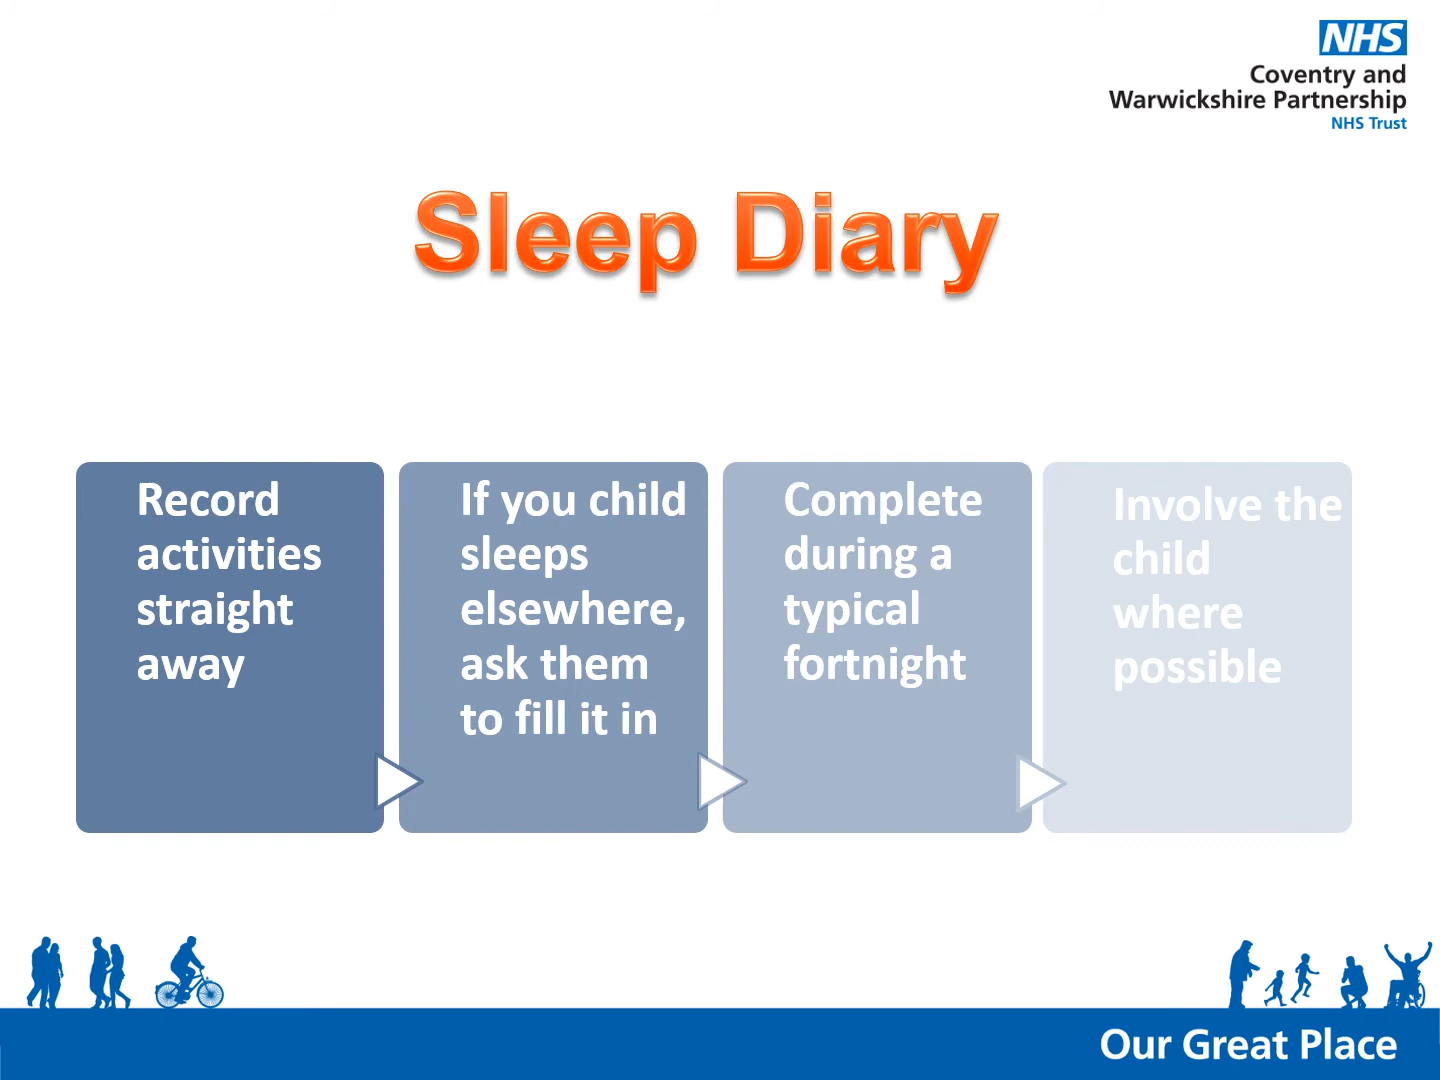 NHS
Coventry and
Warwickshire Partnership
NHS Trust
Sleep Diary
Record
activities
straight
away
If you child
sleeps
elsewhere,
ask them
to fill it in
Complete
during a
typical
fortnight
Involve the
child
where
possible
Our Great Place